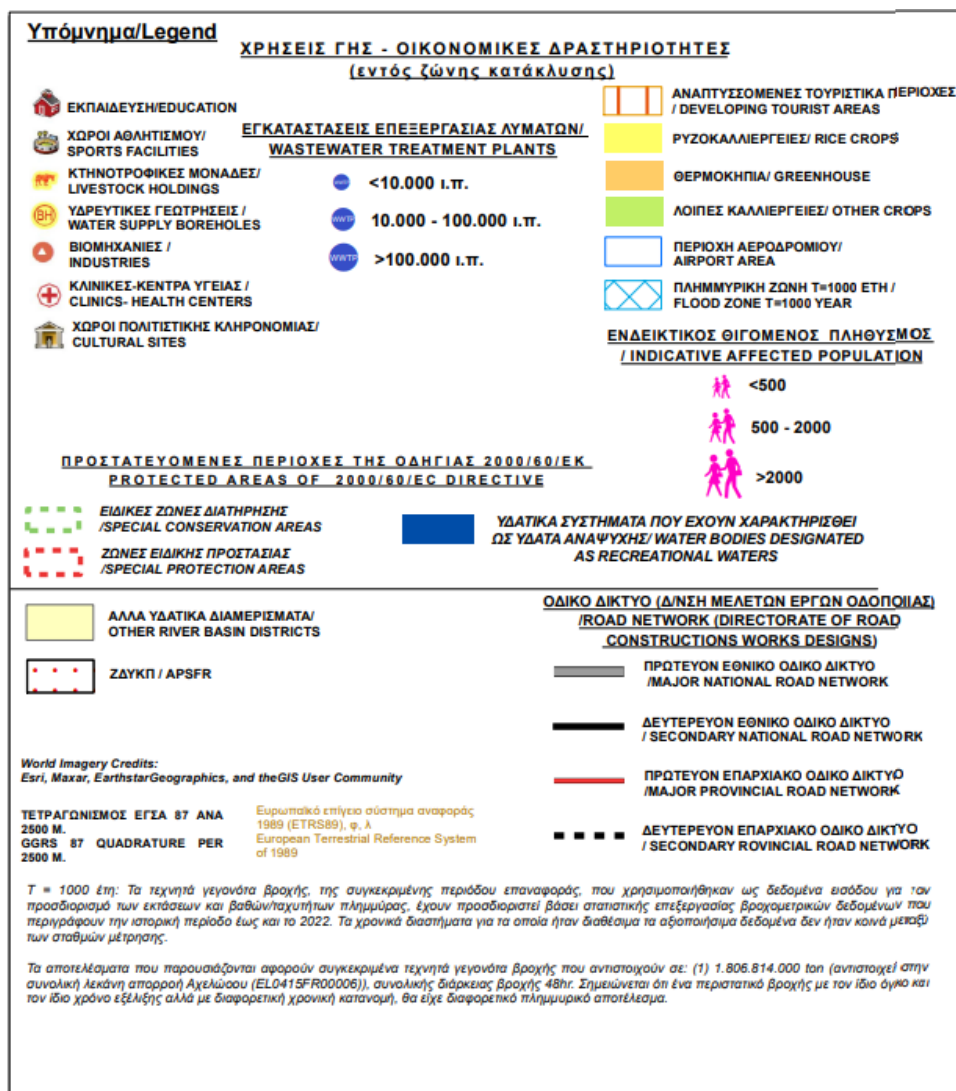 Υπόμνημα/Legend
ΧΡΗΣΕΙΣ ΓΗΣ - ΟΙΚΟΝΟΜΙΚΕΣ ΔΡΑΣΤΗΡΙΟΤΗΤΕΣ
(εντός ζώνης κατάκλυσης)
ΕΚΠΑΙΔΕΥΣΗ/EDUCATION
ΧΩΡΟΙ ΑΘΛΗΤΙΣΜΟΥ/
SPORTS FACILITIES
ΚΤΗΝΟΤΡΟΦΙΚΕΣ ΜΟΝΑΔΕΣ/
LIVESTOCK HOLDINGS
BH
ΥΔΡΕΥΤΙΚΕΣ ΓΕΩΤΡΗΣΕΙΣ /
WATER SUPPLY BOREHOLES
ΒΙΟΜΗΧΑΝΙΕΣ /
INDUSTRIES
ΚΛΙΝΙΚΕΣ-ΚΕΝΤΡΑ ΥΓΕΙΑΣ /
CLINICS- HEALTH CENTERS
ΧΩΡΟΙ ΠΟΛΙΤΙΣΤΙΚΗΣ ΚΛΗΡΟΝΟΜΙΑΣ/
CULTURAL SITES
ΕΓΚΑΤΑΣΤΑΣΕΙΣ ΕΠΕΞΕΡΓΑΣΙΑΣ ΛΥΜΑΤΩΝ/
WASTEWATER TREATMENT PLANTS
WWTP <10.000 ι.π.
WWTP 10.000 - 100.000 ι.π.
WWTP >100.000 ι.π.
ΑΝΑΠΤΥΣΣΟΜΕΝΕΣ ΤΟΥΡΙΣΤΙΚΑ ΠΕΡΙΟΧΕΣ
/ DEVELOPING TOURIST AREAS
ΡΥΖΟΚΑΛΛΙΕΡΓΕΙΕΣ/ RICE CROPS
ΘΕΡΜΟΚΗΠΙΑ/ GREENHOUSE
ΛΟΙΠΕΣ ΚΑΛΛΙΕΡΓΕΙΕΣ/ OTHER CROPS
ΠΕΡΙΟΧΗ ΑΕΡΟΔΡΟΜΙΟΥ/
AIRPORT AREA
ΠΛΗΜΜΥΡΙΚΗ ΖΩΝΗ Τ=1000 ΕΤΗ /
FLOOD ZONE T=1000 YEAR
ΕΝΔΕΙΚΤΙΚΟΣ ΘΙΓΟΜΕΝΟΣ ΠΛΗΘΥΣΜΟΣ
/ INDICATIVE AFFECTED POPULATION
<500
500 - 2000
>2000
ΠΡΟΣΤΑΤΕΥΟΜΕΝΕΣ ΠΕΡΙΟΧΕΣ ΤΗΣ ΟΔΗΓΙΑΣ 2000/60/ΕΚ
PROTECTED AREAS OF 2000/60/EC DIRECTIVE
ΕΙΔΙΚΕΣ ΖΩΝΕΣ ΔΙΑΤΗΡΗΣΗΣ
/SPECIAL CONSERVATION AREAS
ΖΩΝΕΣ ΕΙΔΙΚΗΣ ΠΡΟΣΤΑΣΙΑΣ
/SPECIAL PROTECTION AREAS
ΥΔΑΤΙΚΑ ΣΥΣΤΗΜΑΤΑ ΠΟΥ ΕΧΟΥΝ ΧΑΡΑΚΤΗΡΙΣΘΕΙ
ΩΣ ΥΔΑΤΑ ΑΝΑΨΥΧΗΣ/ WATER BODIES DESIGNATED
AS RECREATIONAL WATERS
ΑΛΛΑ ΥΔΑΤΙΚΑ ΔΙΑΜΕΡΙΣΜΑΤΑ/
OTHER RIVER BASIN DISTRICTS
ΖΔΥΚΠ / APSFR
ΟΔΙΚΟ ΔΙΚΤΥΟ (Δ/ΝΣΗ ΜΕΛΕΤΩΝ ΕΡΓΩΝ ΟΔΟΠΟΙΙΑΣ)
/ROAD NETWORK (DIRECTORATE OF ROAD
CONSTRUCTIONS WORKS DESIGNS)
ΠΡΩΤΕΥΟΝ ΕΘΝΙΚΟ ΟΔΙΚΟ ΔΙΚΤΥΟ
/MAJOR NATIONAL ROAD NETWORK
ΔΕΥΤΕΡΕΥΟΝ ΕΘΝΙΚΟ ΟΔΙΚΟ ΔΙΚΤΥΟ
/ SECONDARY NATIONAL ROAD NETWORK
ΠΡΩΤΕΥΟΝ ΕΠΑΡΧΙΑΚΟ ΟΔΙΚΟ ΔΙΚΤΥΟ
/MAJOR PROVINCIAL ROAD NETWORK
ΔΕΥΤΕΡΕΥΟΝ ΕΠΑΡΧΙΑΚΟ ΟΔΙΚΟ ΔΙΚΤΥΟ
/ SECONDARY ROVINCIAL ROAD NETWORK
World Imagery Credits:
Esri, Maxar, EarthstarGeographics, and theGIS User Community
ΤΕΤΡΑΓΩΝΙΣΜΟΣ ΕΓΣΑ 87 ΑΝΑ
2500 Μ.
GGRS 87 QUADRATURE PER
2500 M.
Ευρωπαϊκό επίγειο σύστημα αναφοράς
1989 (ETRS89), φ, λ
European Terrestrial Reference System
of 1989
Τ = 1000 έτη: Τα τεχνητά γεγονότα βροχής, της συγκεκριμένης περιόδου επαναφοράς, που χρησιμοποιήθηκαν ως δεδομένα εισόδου για τον
προσδιορισμό των εκτάσεων και βαθών/ταχυτήτων πλημμύρας, έχουν προσδιοριστεί βάσει στατιστικής επεξεργασίας βροχομετρικών δεδομένων που
περιγράφουν την ιστορική περίοδο έως και το 2022. Τα χρονικά διαστήματα για τα οποία ήταν διαθέσιμα τα αξιοποιήσιμα δεδομένα δεν ήταν κοινά μεταξύ
των σταθμών μέτρησης.
Τα αποτελέσματα που παρουσιάζονται αφορούν συγκεκριμένα τεχνητά γεγονότα βροχής που αντιστοιχούν σε: (1) 1.806.814.000 ton (αντιστοιχεί στην
συνολική λεκάνη απορροή Αχελώοου (EL0415FR00006)), συνολικής διάρκειας βροχής 48hr. Σημειώνεται ότι ένα περιστατικό βροχής με τον ίδιο όγκο και
τον ίδιο χρόνο εξέλιξης αλλά με διαφορετική χρονική κατανομή, θα είχε διαφορετικό πλημμυρικό αποτέλεσμα.